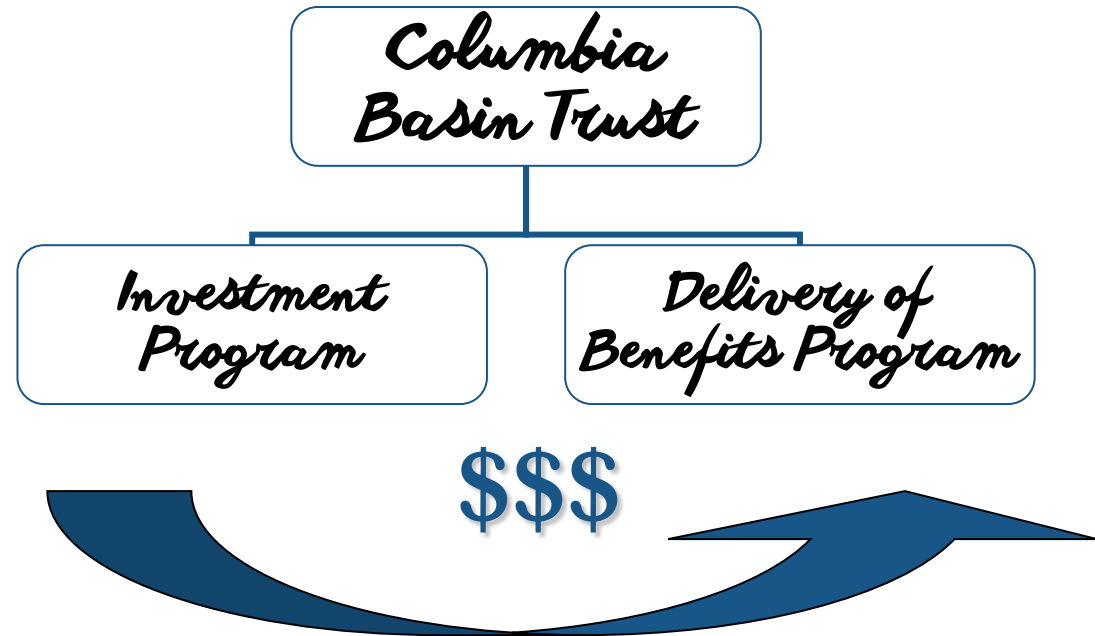 Columbia
Basin Trust
Investment
Program
Delivery of
Benefits Program
$$$